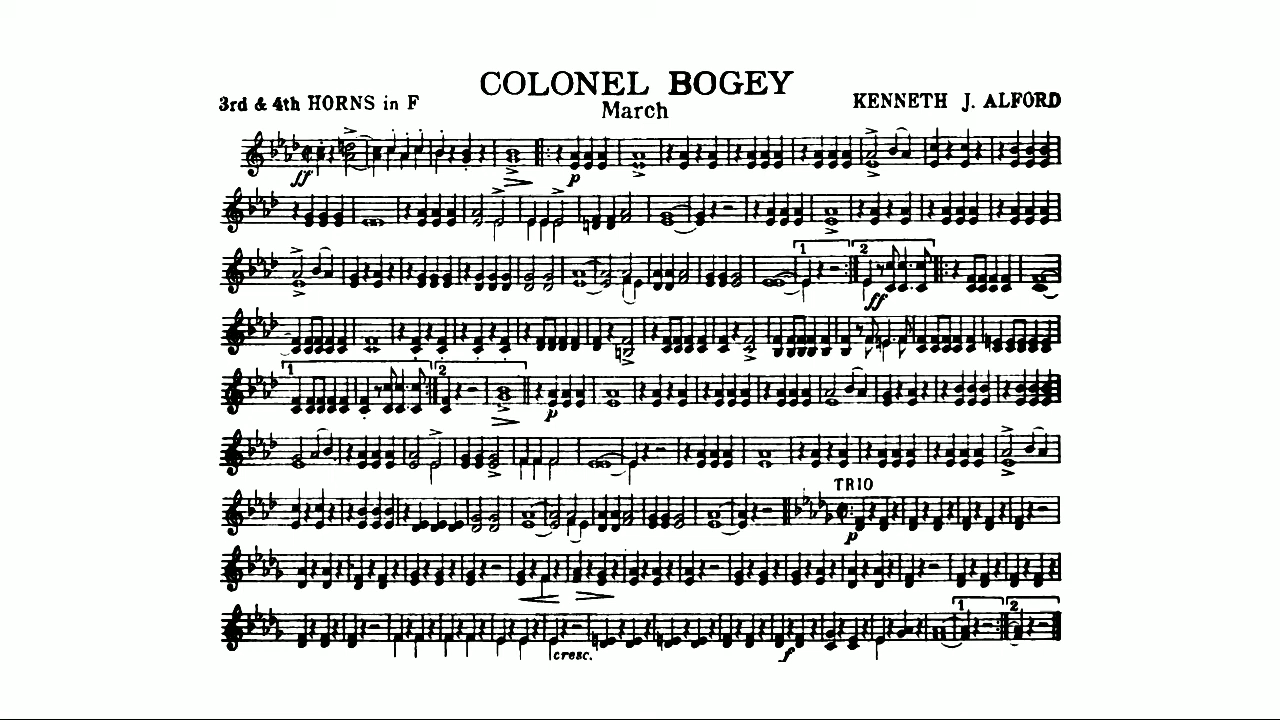 COLONEL BOGEY
3rd & 4th HORNS in F
March
KENNETH J. ALFORD
ff
p
1
2
ff
1
2
p
TRIO
p
cresc.
f
1
2